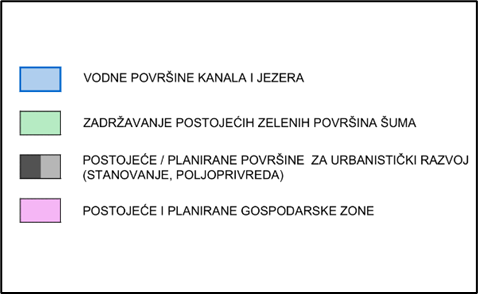 VODNE POVRŠINE KANALA I JEZERA
ZADRŽAVANJE POSTOJEĆIH ZELENIH POVRŠINA ŠUMA
POSTOJEĆE / PLANIRANE POVRŠINE ZA URBANISTIČKI RAZVOJ
(STANOVANJE, POLJOPRIVREDA)
POSTOJEĆE I PLANIRANE GOSPODARSKE ZONE